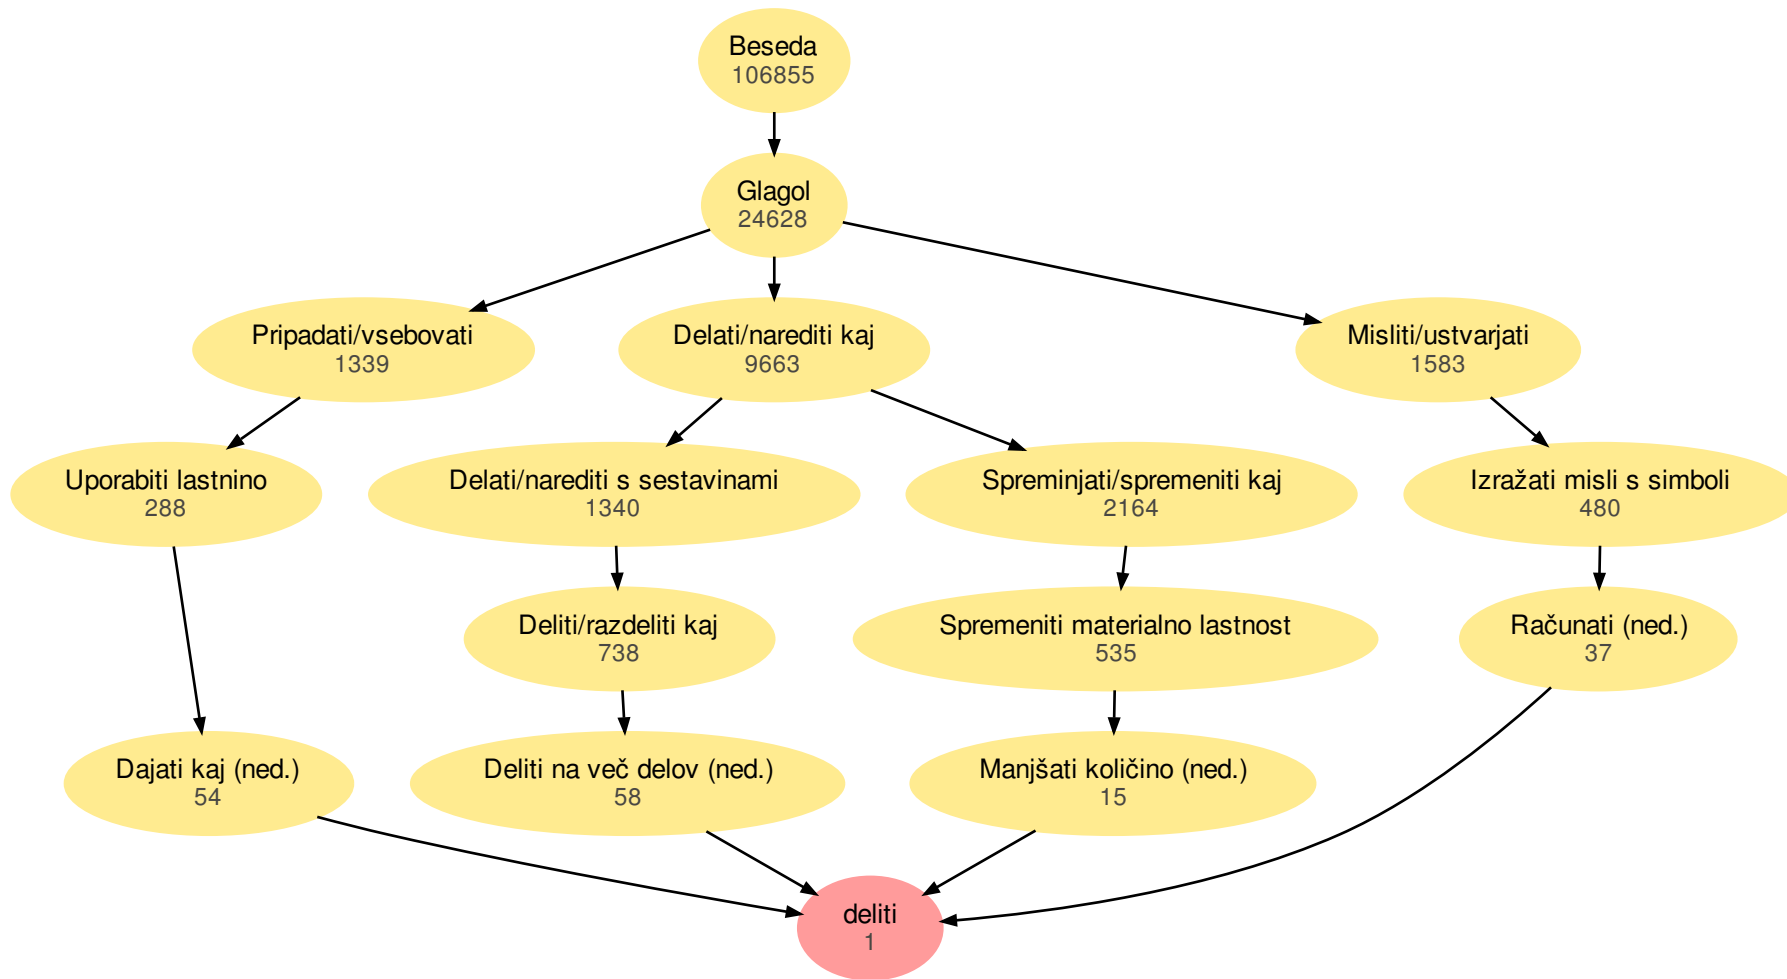 Beseda
106855
Glagol
24628
Pripadati/vsebovati
1339
Delati/narediti kaj
9663
Misliti/ustvarjati
1583
Uporabiti lastnino
288
Delati/narediti s sestavinami
1340
Spreminjati/spremeniti kaj
2164
Izražati misli s simboli
480
Deliti/razdeliti kaj
738
Spremeniti materialno lastnost
535
Računati (ned.)
37
Dajati kaj (ned.)
54
Deliti na več delov (ned.)
58
Manjšati količino (ned.)
15
deliti
1